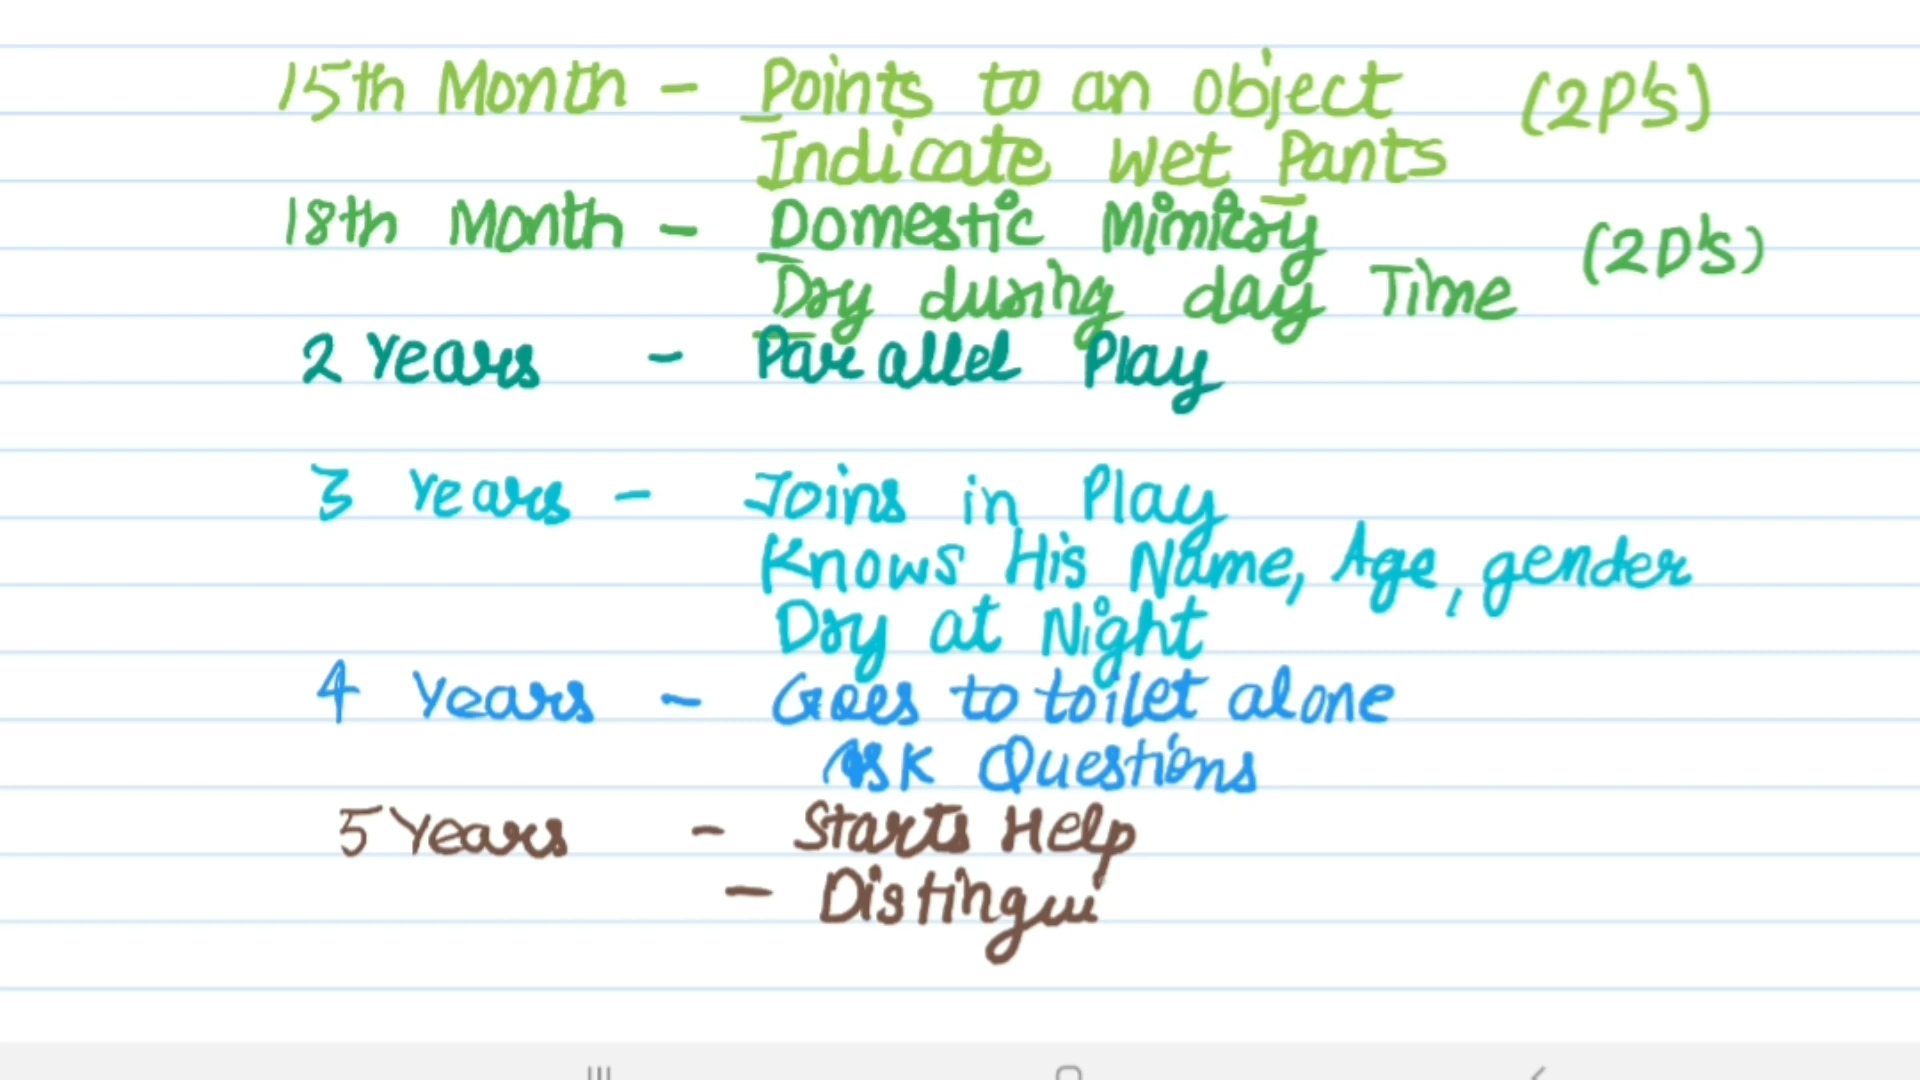 15th Month - Points to an object (2P's)
Indicate wet Pants
18th Month - Domestic Mimicry (2D's)
Dry during day Time
2 Years - Parallel Play
3 Years - Joins in Play
Knows His Name, Age, gender
Dry at Night
4 Years - Goes to toilet alone
Ask Questions
5 Years - Starts Help
- Distingui